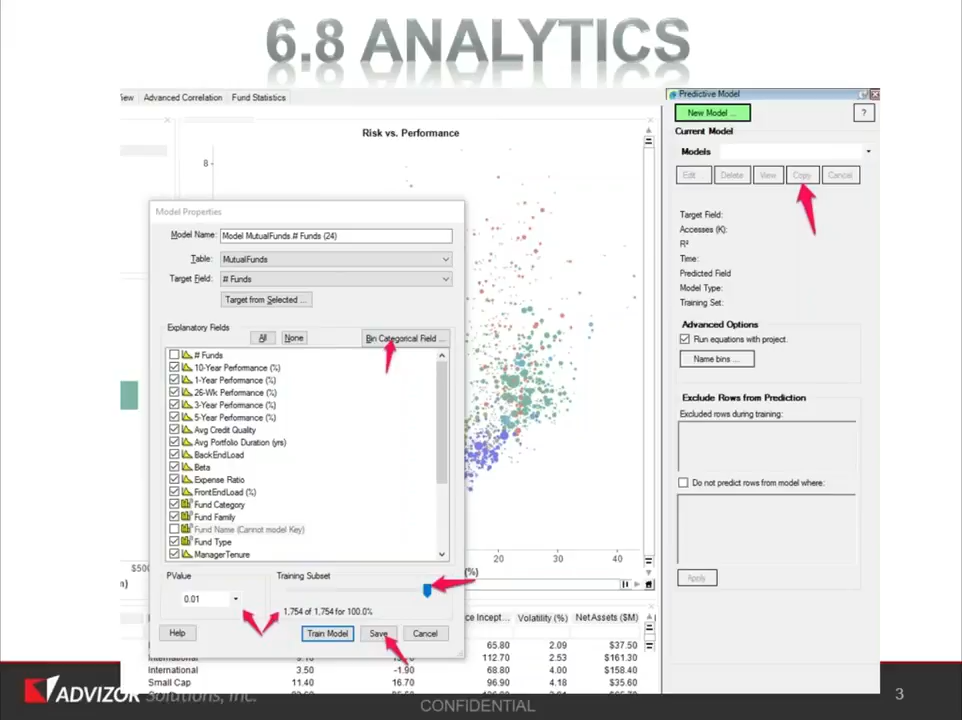 6.8 ANALYTICS
Advanced Correlation Fund Statistics
Risk vs. Performance
8
Model Properties
Model Name: Model MutualFunds.# Funds (24)
Table: MutualFunds
Target Field: # Funds
Target from Selected ...
Explanatory Fields
All None Bin Categorical Field ...
# Funds
10-Year Performance (%)
1-Year Performance (%)
26-Wk Performance (%)
3-Year Performance (%)
5-Year Performance (%)
Avg Credit Quality
Avg Portfolio Duration (yrs)
BackEndLoad
Beta
Expense Ratio
FrontEndLoad (%)
Fund Category
Fund Family
Fund Name (Cannot model Key)
Fund Type
ManagerTenure
PValue
0.01
Training Subset
1,754 of 1,754 for 100.0%
Help Train Model Save Cancel
20 30 40
Volatility (%) Net Assets ($M)
65.80 2.09 $37.50
112.70 2.53 $161.30
International 3.50 -1.90 68.80 4.00 $158.40
Small Cap 11.40 16.70 96.90 4.18 $35.60
Predictive Model
New Model ...
?
Current Model
Models
Edit Delete View Copy Cancel
Target Field:
Accesses (K):
R²
Time:
Predicted Field
Model Type:
Training Set:
Advanced Options
Run equations with project.
Name bins ...
Exclude Rows from Prediction
Excluded rows during training:
Do not predict rows from model where:
Apply
ADVIZOR Solutions, Inc.
CONFIDENTIAL
3